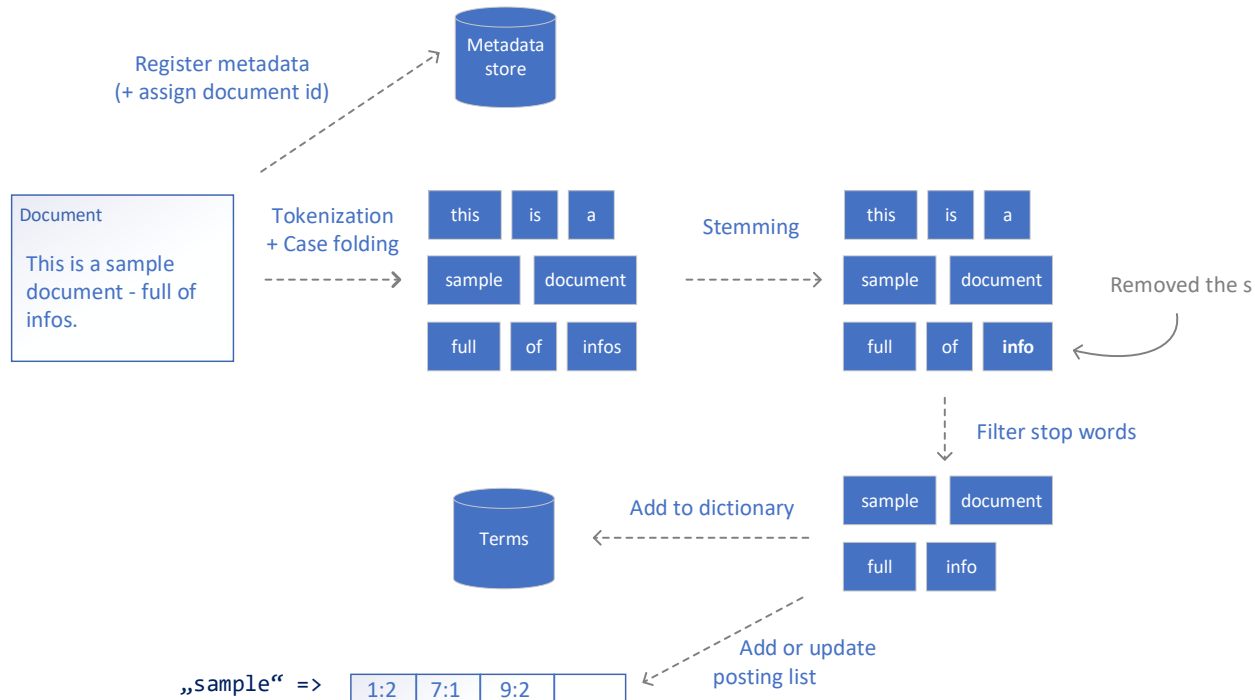 Metadata
store
Register metadata
(+ assign document id)
Document
This is a sample
document - full of
infos.
Tokenization
+ Case folding
this is a
sample document
full of infos
Stemming
this is a
sample document
full of info
Removed the s
Filter stop words
sample document
full info
Add to dictionary
Terms
Add or update
posting list
„sample“ => 1:2 7:1 9:2